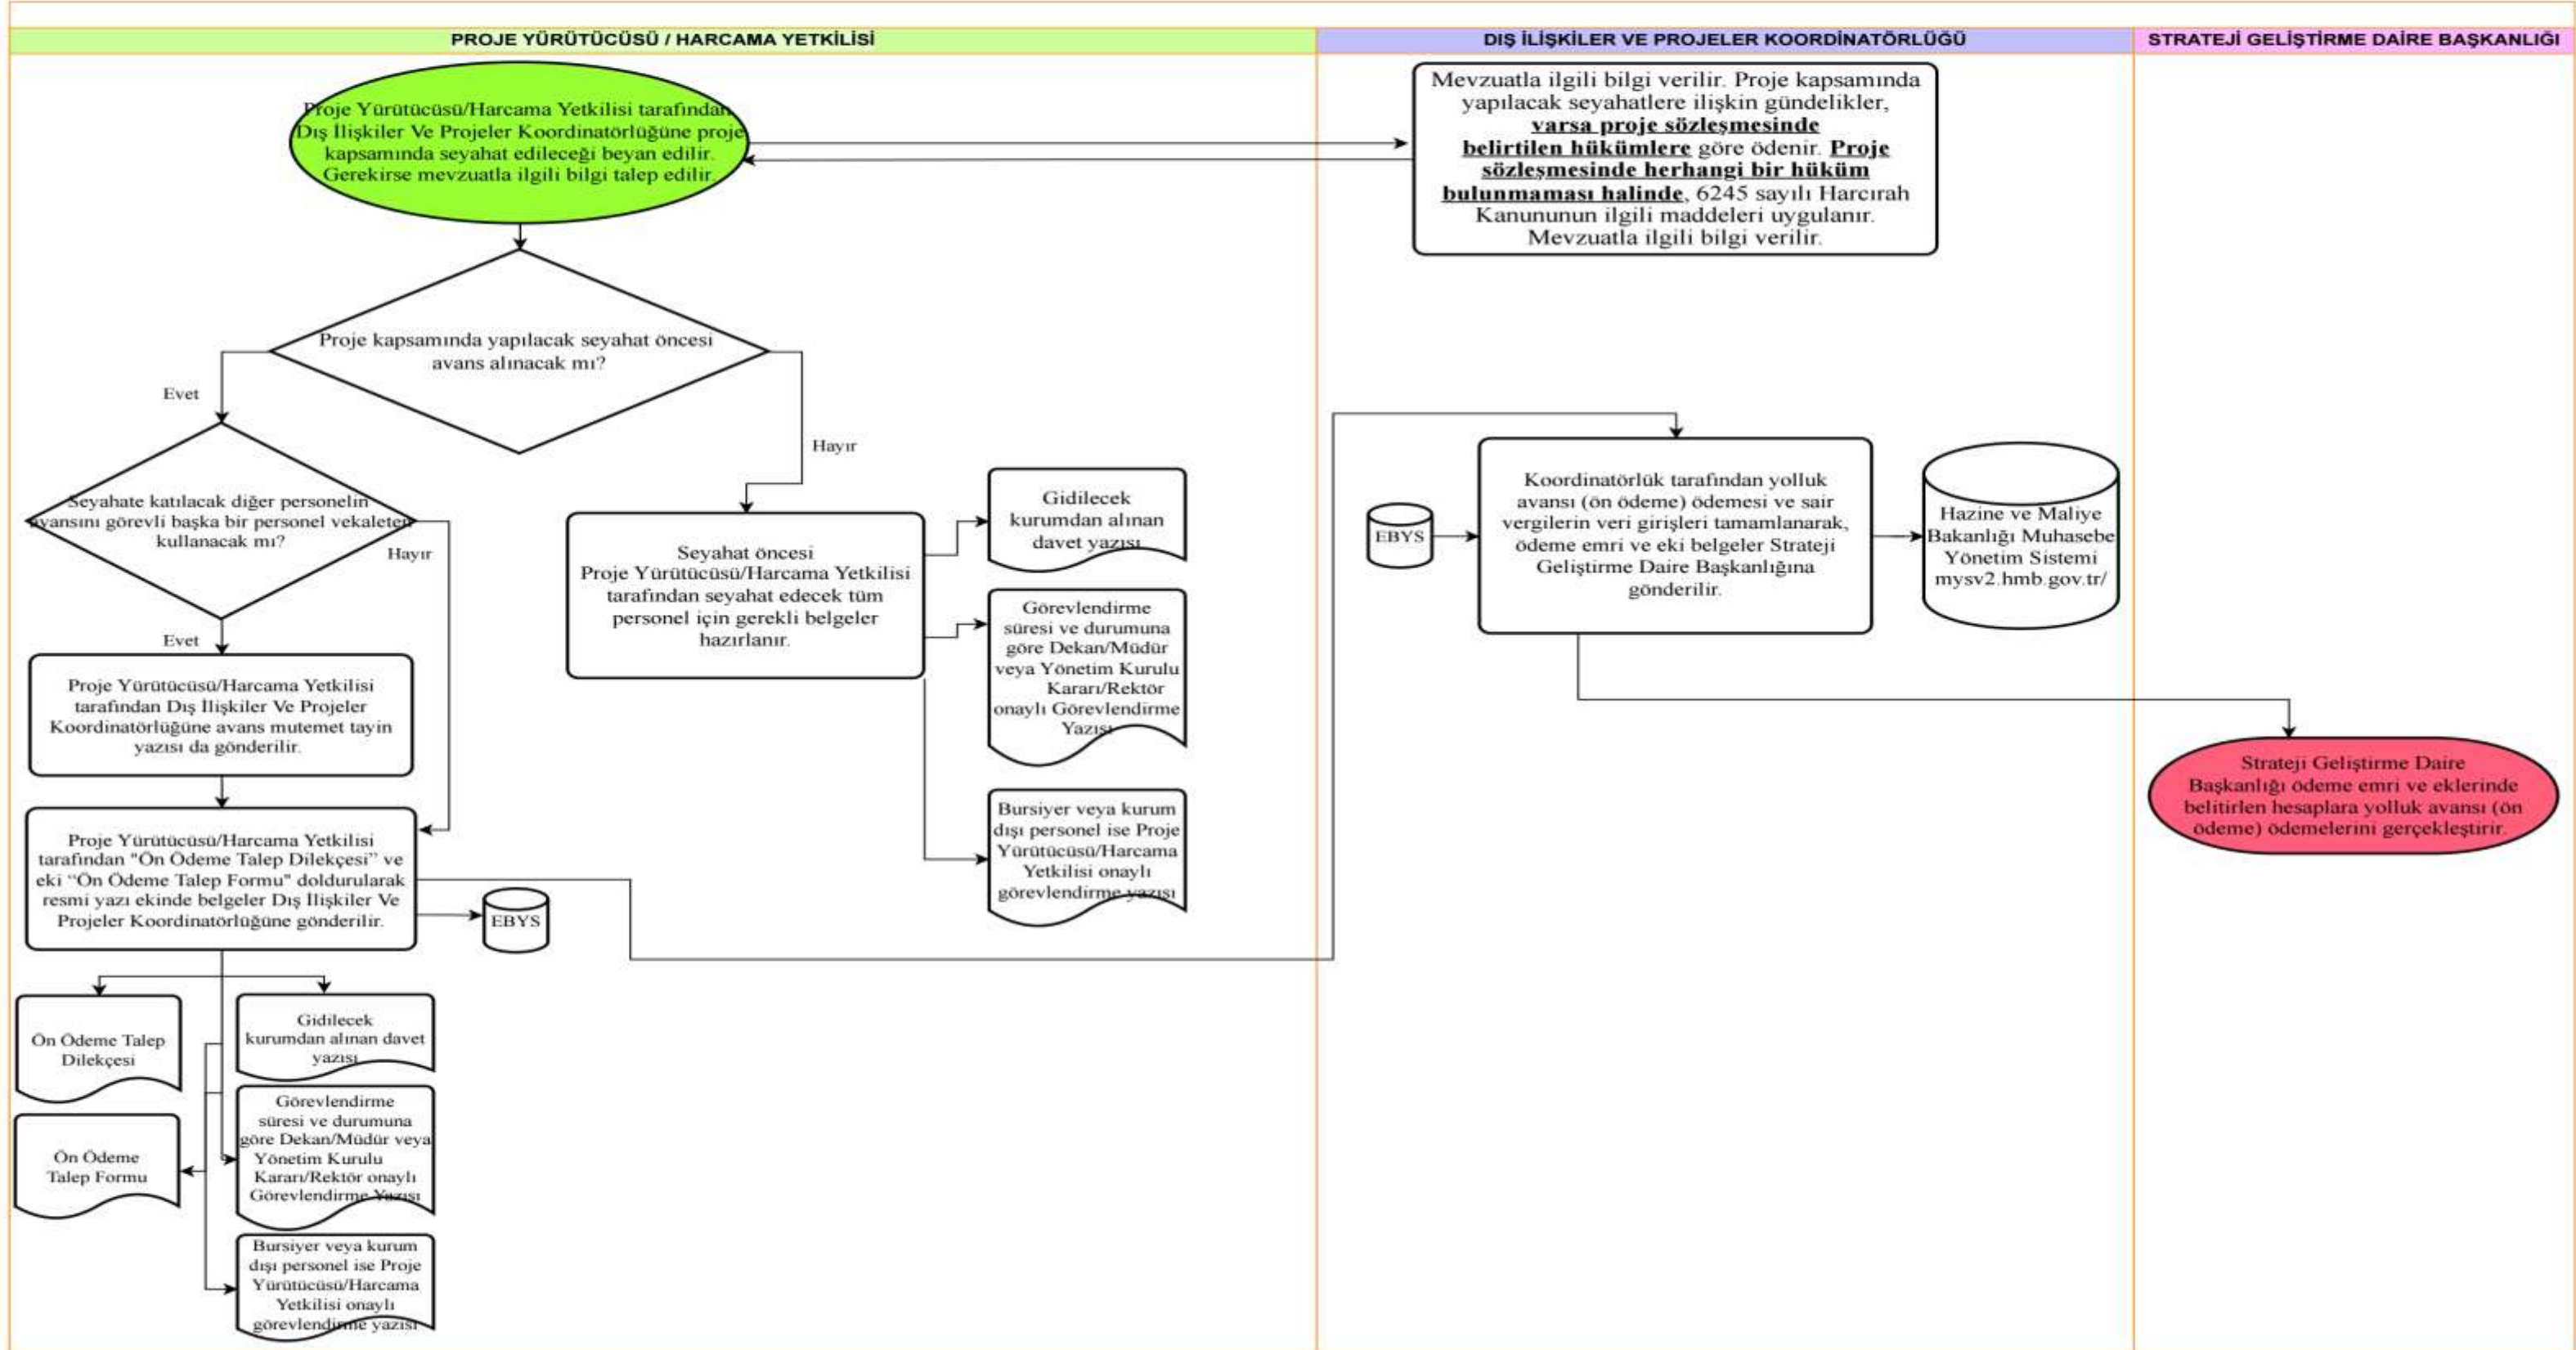 PROJE YÜRÜTÜCÜSÜ / HARCAMA YETKİLİSİ
DIŞ İLİŞKİLER VE PROJELER KOORDİNATÖRLÜĞÜ
STRATEJİ GELİŞTİRME DAİRE BAŞKANLIĞI
Proje Yürütücüsü/Harcama Yetkilisi tarafından
Dış İlişkiler Ve Projeler Koordinatörlüğüne proje
kapsamında seyahat edileceği beyan edilir.
Gerekirse mevzuatla ilgili bilgi talep edilir.
Mevzuatla ilgili bilgi verilir. Proje kapsamında
yapılacak seyahatlere ilişkin gündelikler,
varsa proje sözleşmesinde
belirtilen hükümlere göre ödenir. Proje
sözleşmesinde herhangi bir hüküm
bulunmaması halinde, 6245 sayılı Harcırah
Kanununun ilgili maddeleri uygulanır.
Mevzuatla ilgili bilgi verilir.
Proje kapsamında yapılacak seyahat öncesi
avans alınacak mı?
Evet
Hayır
Seyahate katılacak diğer personelin
avansını görevli başka bir personel vekaleten
kullanacak mı?
Hayır
Evet
Proje Yürütücüsü/Harcama Yetkilisi
tarafından Dış İlişkiler Ve Projeler
Koordinatörlüğüne avans mutemet tayin
yazısı da gönderilir.
Proje Yürütücüsü/Harcama Yetkilisi
tarafından "Ön Ödeme Talep Dilekçesi” ve
eki “Ön Ödeme Talep Formu" doldurularak
resmi yazı ekinde belgeler Dış İlişkiler Ve
Projeler Koordinatörlüğüne gönderilir.
EBYS
Ön Ödeme Talep
Dilekçesi
Ön Ödeme
Talep Formu
Gidilecek
kurumdan alınan davet
yazısı
Görevlendirme
süresi ve durumuna
göre Dekan/Müdür veya
Yönetim Kurulu
Kararı/Rektör onaylı
Görevlendirme Yazısı
Bursiyer veya kurum
dışı personel ise Proje
Yürütücüsü/Harcama
Yetkilisi onaylı
görevlendirme yazısı
Seyahat öncesi
Proje Yürütücüsü/Harcama Yetkilisi
tarafından seyahat edecek tüm
personel için gerekli belgeler
hazırlanır.
Gidilecek
kurumdan alınan
davet yazısı
Görevlendirme
süresi ve durumuna
göre Dekan/Müdür
veya Yönetim Kurulu
Kararı/Rektör
onaylı Görevlendirme
Yazısı
Bursiyer veya kurum
dışı personel ise Proje
Yürütücüsü/Harcama
Yetkilisi onaylı
görevlendirme yazısı
EBYS
Koordinatörlük tarafından yolluk
avansı (ön ödeme) ödemesi ve sair
vergilerin veri girişleri tamamlanarak,
ödeme emri ve eki belgeler Strateji
Geliştirme Daire Başkanlığına
gönderilir.
Hazine ve Maliye
Bakanlığı Muhasebe
Yönetim Sistemi
mysv2.hmb.gov.tr/
Strateji Geliştirme Daire
Başkanlığı ödeme emri ve eklerinde
belitirlen hesaplara yolluk avansı (ön
ödeme) ödemelerini gerçekleştirir.